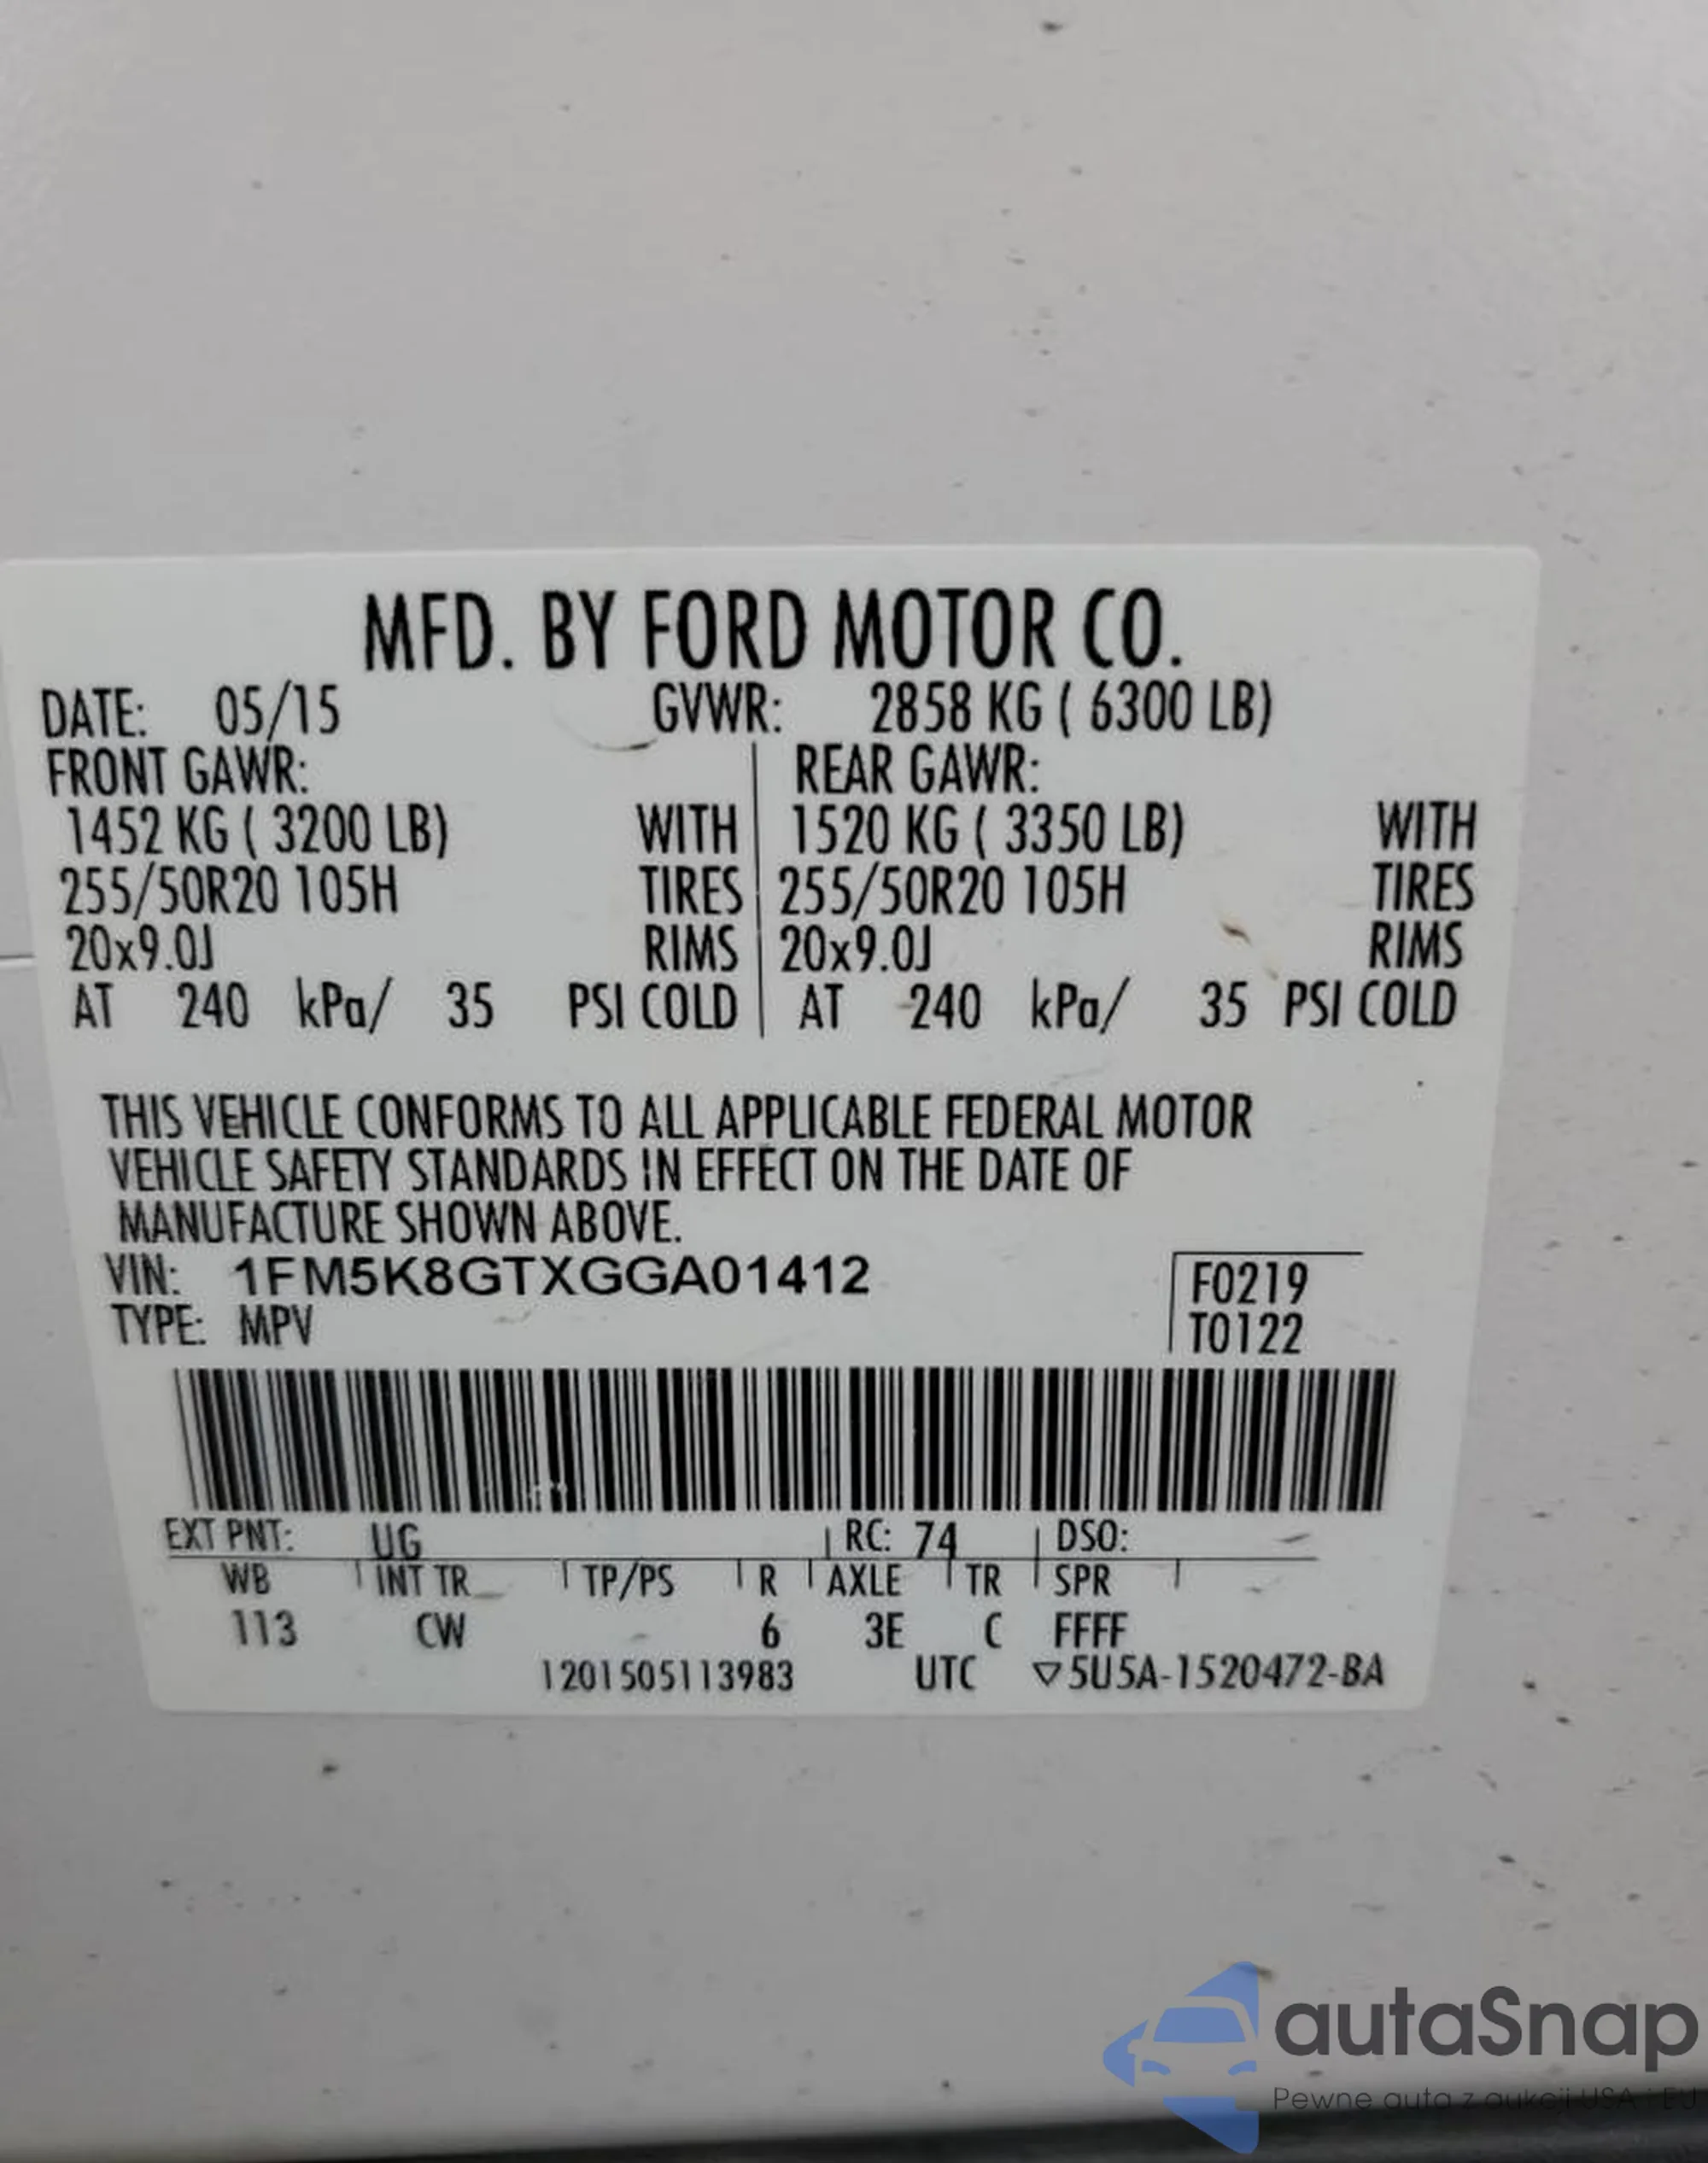 MFD. BY FORD MOTOR CO.
DATE: 05/15 GVWR: 2858 KG ( 6300 LB)
FRONT GAWR: REAR GAWR:
1452 KG ( 3200 LB) WITH 1520 KG ( 3350 LB) WITH
255/50R20 105H TIRES 255/50R20 105H TIRES
20x9.0J RIMS 20x9.0J RIMS
AT 240 kPa/ 35 PSI COLD AT 240 kPa/ 35 PSI COLD
THIS VEHICLE CONFORMS TO ALL APPLICABLE FEDERAL MOTOR
VEHICLE SAFETY STANDARDS IN EFFECT ON THE DATE OF
MANUFACTURE SHOWN ABOVE.
VIN: 1FM5K8GTXGGA01412 F0219
TYPE: MPV T0122
EXT PNT: UG RC: 74 DSO:
WB INT TR TP/PS R AXLE TR SPR
113 CW 6 3E C FFFF
1201505113983 UTC ▽5U5A-1520472-BA
autaSnap
Pewne auta z aukcji USA i EU